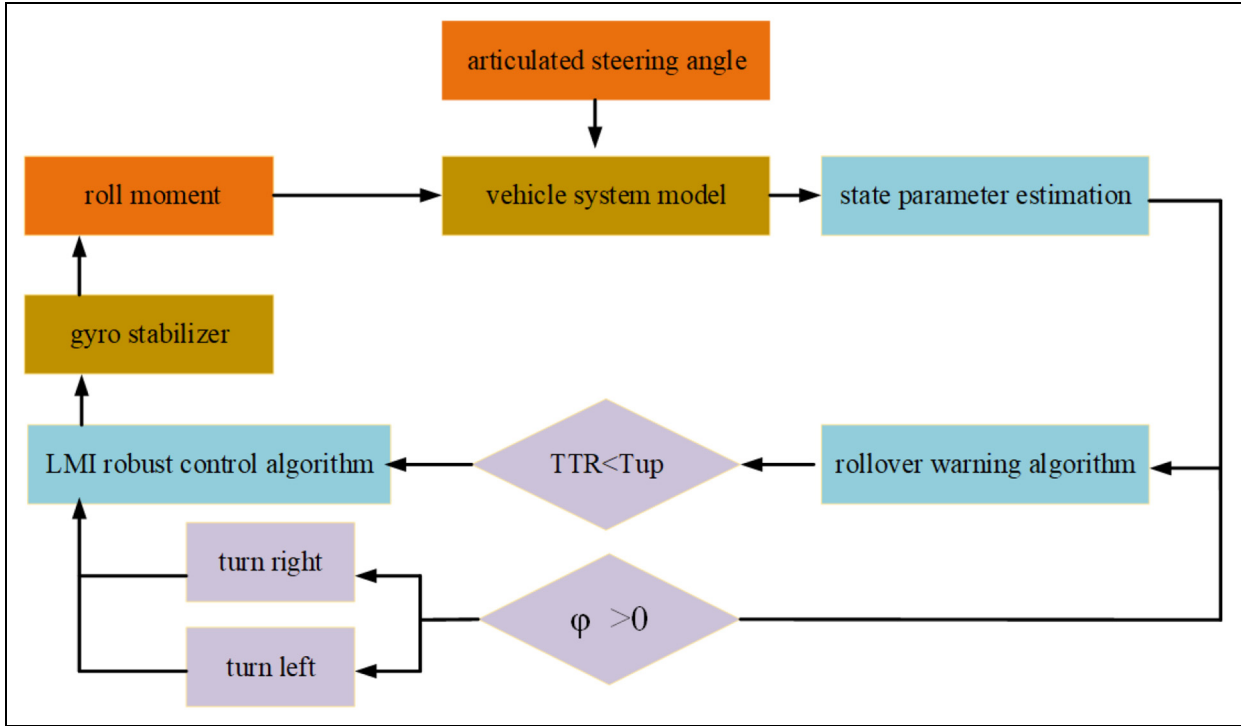 articulated steering angle
roll moment
vehicle system model
state parameter estimation
gyro stabilizer
LMI robust control algorithm
TTR<Tup
rollover warning algorithm
turn right
φ >0
turn left